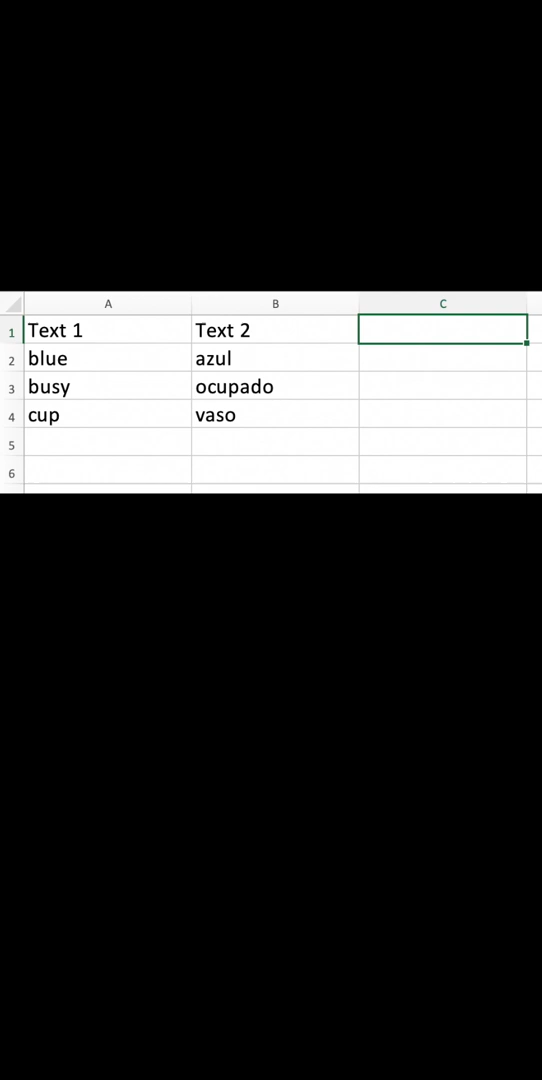 A B C
1 Text 1 Text 2
2 blue azul
3 busy ocupado
4 cup vaso
5
6